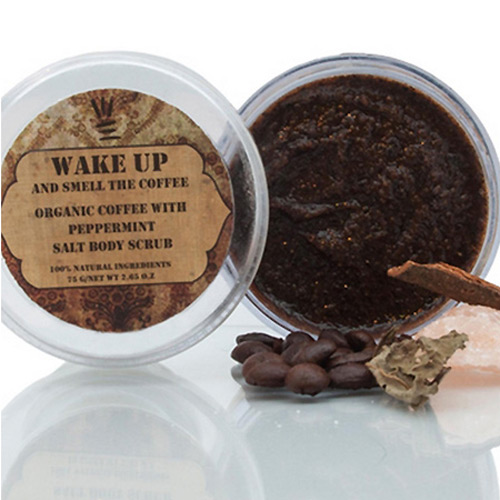 WAKE UP
AND SMELL THE COFFEE
ORGANIC COFFEE WITH
PEPPERMINT
SALT BODY SCRUB
100% NATURAL INGREDIENTS
75 G/NET WT 2.65 O.Z